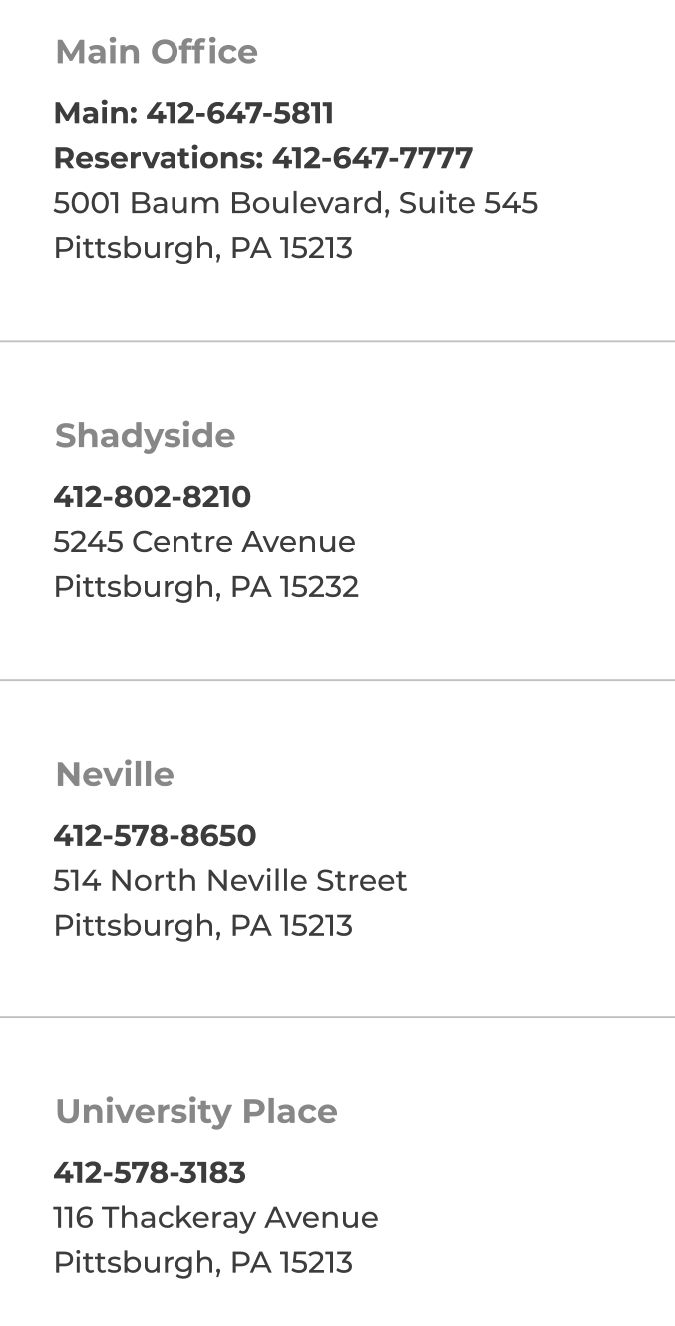 Main Office
Main: 412-647-5811
Reservations: 412-647-7777
5001 Baum Boulevard, Suite 545
Pittsburgh, PA 15213
Shadyside
412-802-8210
5245 Centre Avenue
Pittsburgh, PA 15232
Neville
412-578-8650
514 North Neville Street
Pittsburgh, PA 15213
University Place
412-578-3183
116 Thackeray Avenue
Pittsburgh, PA 15213